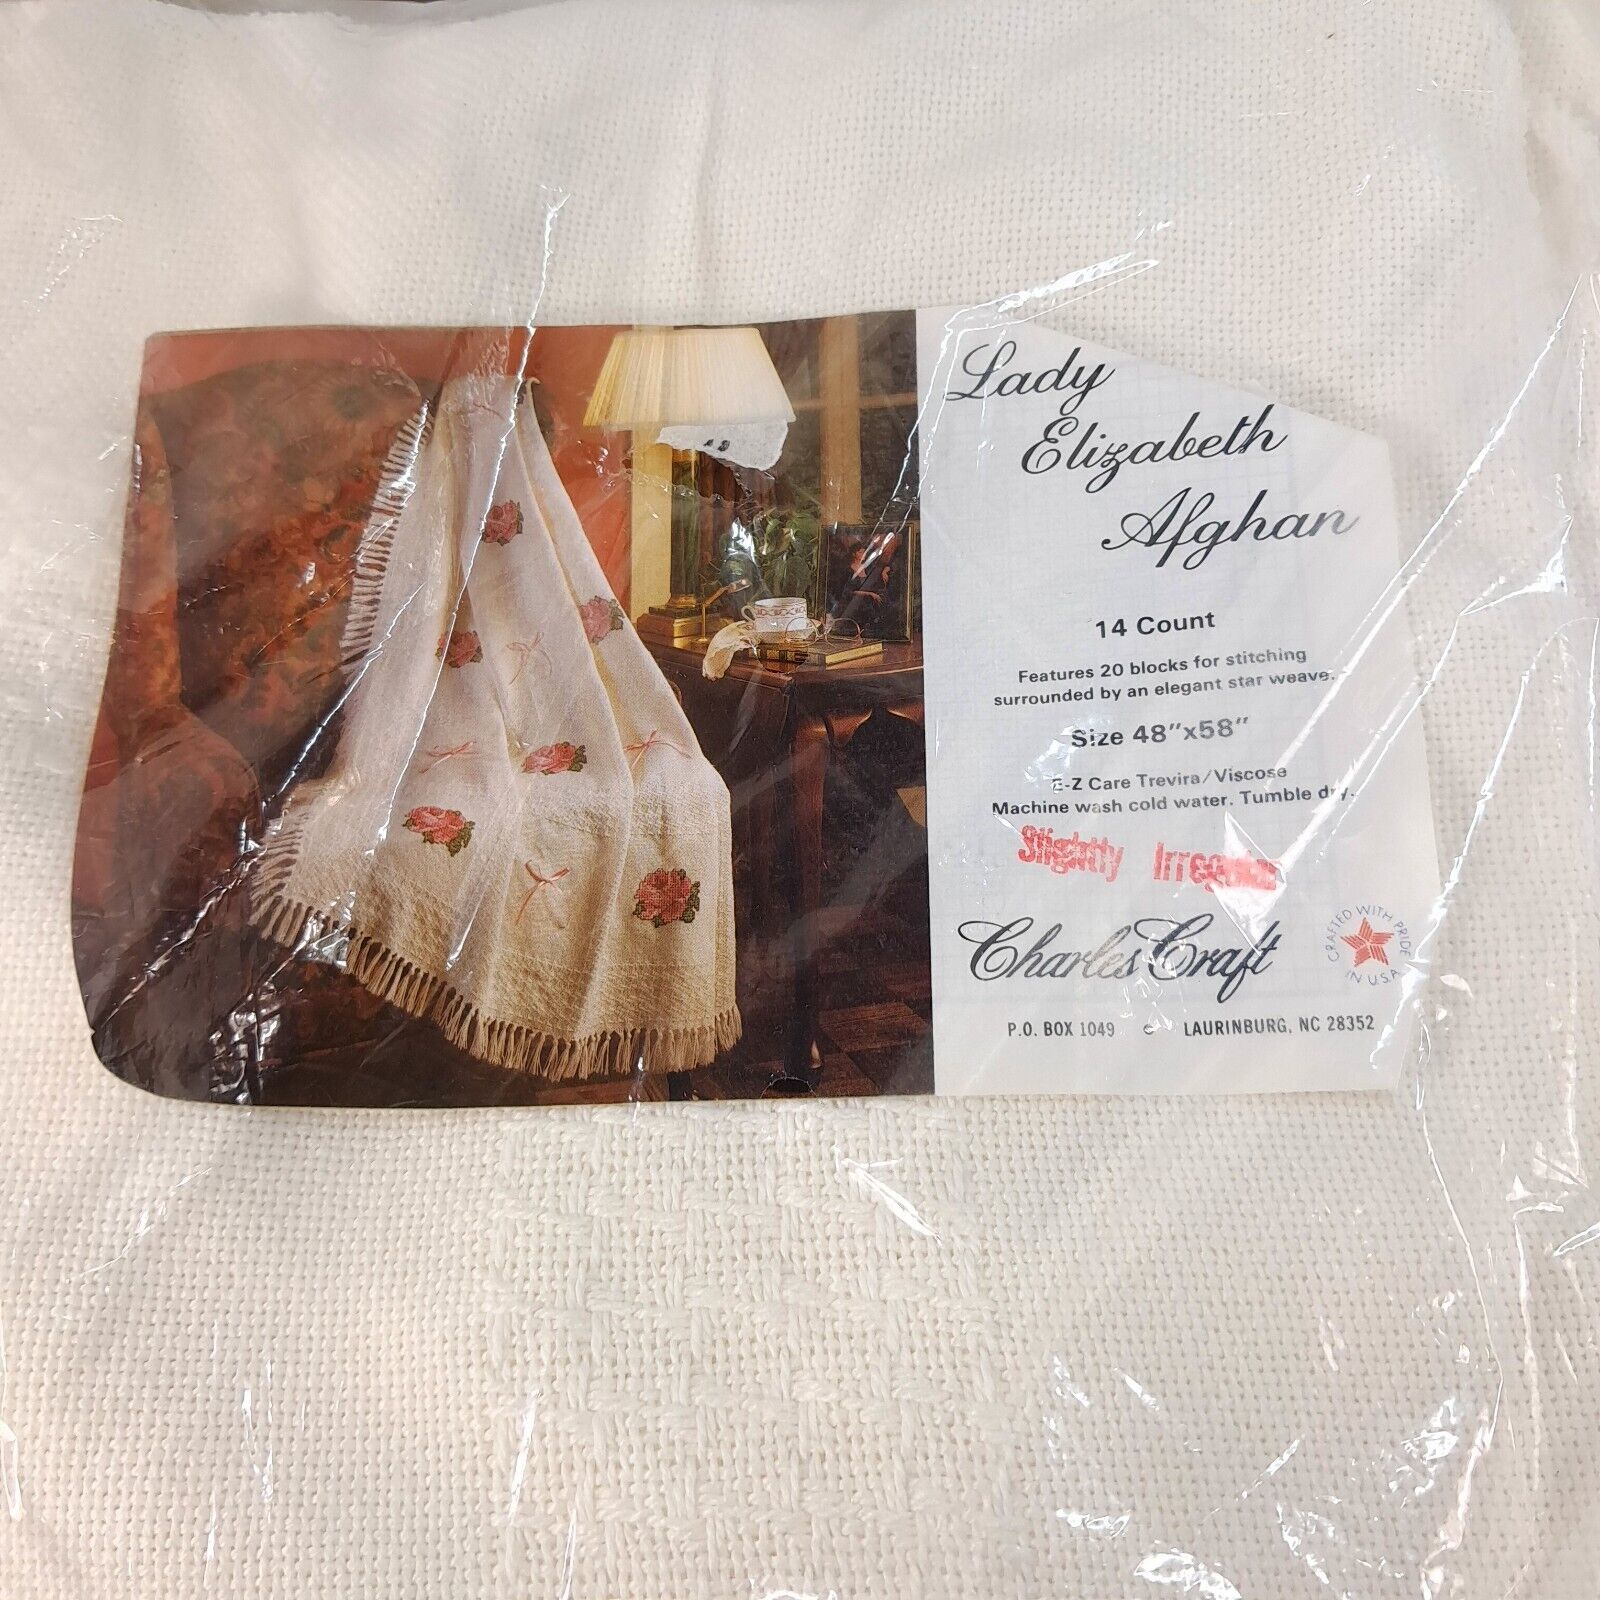 Lady
Elizabeth
Afghan
14 Count
Features 20 blocks for stitching
surrounded by an elegant star weave.
Size 48"x58"
E-Z Care Trevira/Viscose
Machine wash cold water. Tumble dry.
Slightly Irregular
Charles Craft
CRAFTED WITH PRIDE
IN U.S.A.
P.O. BOX 1049 LAURINBURG, NC 28352